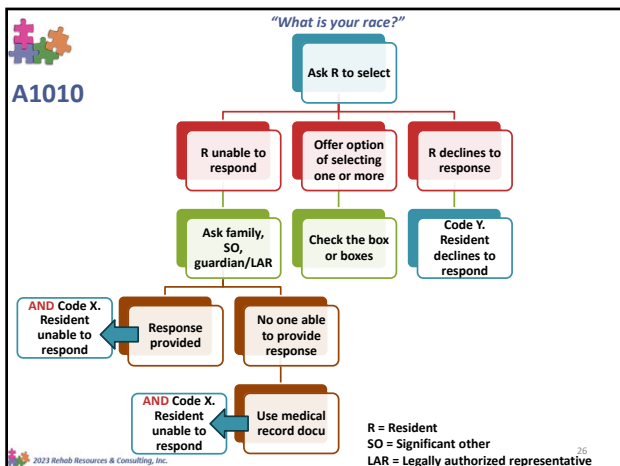 “What is your race?”
A1010
Ask R to select
R unable to
respond
Offer option
of selecting
one or more
R declines to
response
Ask family,
SO,
guardian/LAR
Check the box
or boxes
Code Y.
Resident
declines to
respond
AND Code X.
Resident
unable to
respond
Response
provided
No one able
to provide
response
AND Code X.
Resident
unable to
respond
Use medical
record docu
R = Resident
SO = Significant other
LAR = Legally authorized representative
26
2023 Rehab Resources & Consulting, Inc.